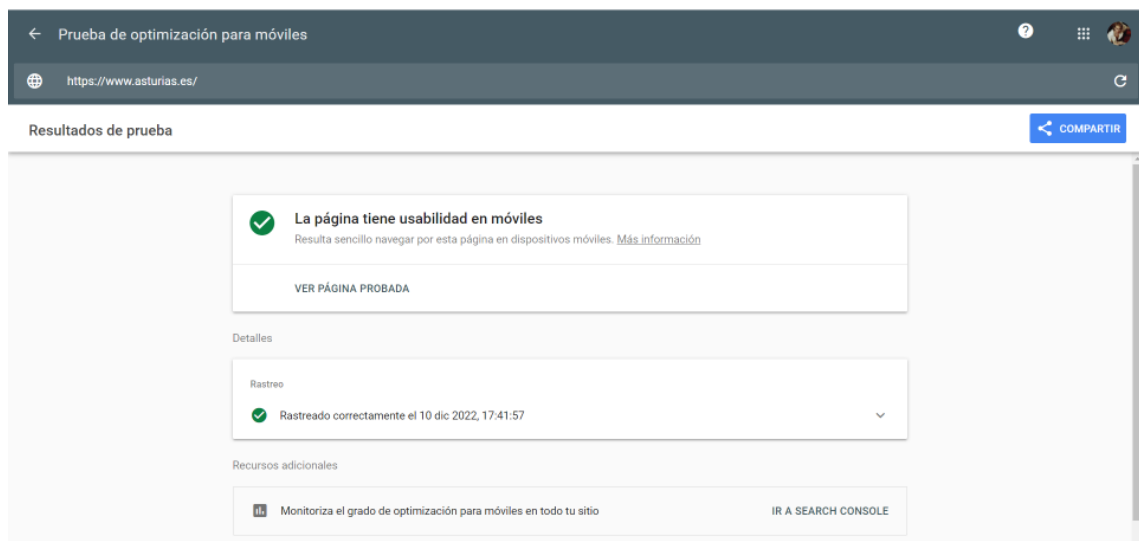 Prueba de optimización para móviles
https://www.asturias.es/
Resultados de prueba
COMPARTIR
La página tiene usabilidad en móviles
Resulta sencillo navegar por esta página en dispositivos móviles. Más información
VER PÁGINA PROBADA
Detalles
Rastreo
Rastreado correctamente el 10 dic 2022, 17:41:57
Recursos adicionales
Monitoriza el grado de optimización para móviles en todo tu sitio IR A SEARCH CONSOLE